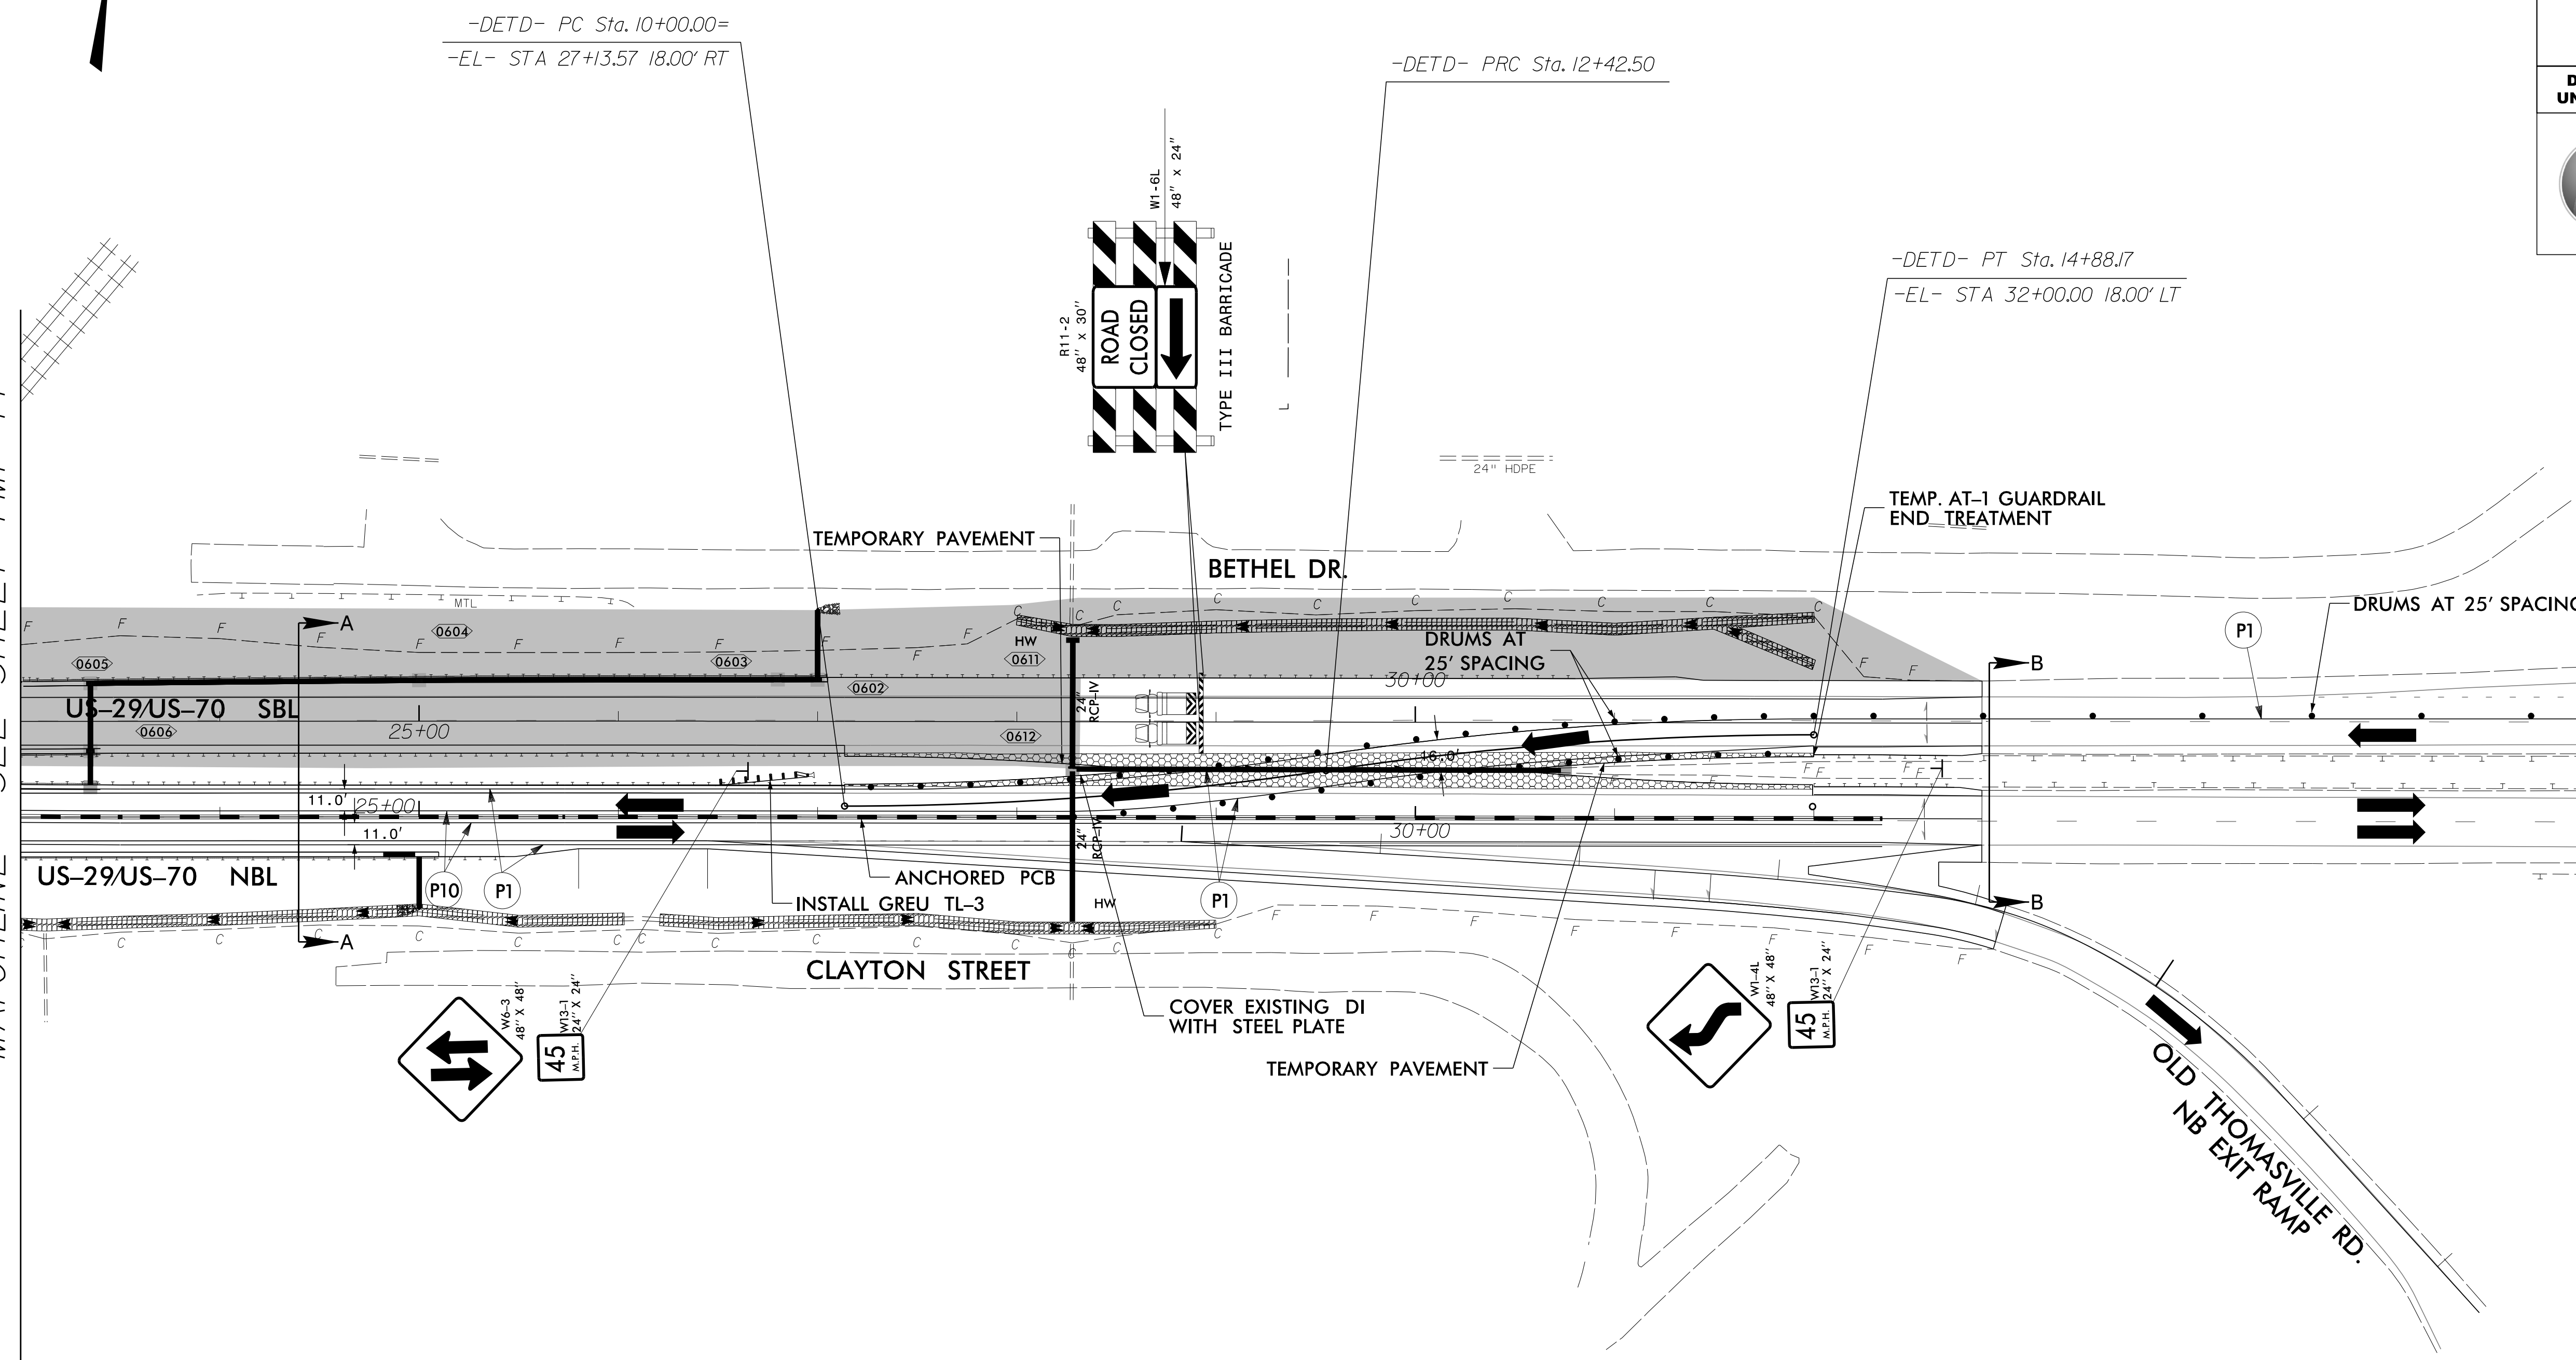 -DETD- PC Sta. 10+00.00=
-EL- STA 27+13.57 18.00' RT
-DETD- PRC Sta. 12+42.50
-DETD- PT Sta. 14+88.17
-EL- STA 32+00.00 18.00' LT
W1-6L
48" x 24"
R11-2
48" x 30"
ROAD
CLOSED
TYPE III BARRICADE
L
24" HDPE
TEMP. AT-1 GUARDRAIL
END TREATMENT
TEMPORARY PAVEMENT
BETHEL DR.
MTL
DRUMS AT 25' SPACING
P1
A
0604
0605
0603
HW
0611
DRUMS AT
25' SPACING
30+00
0602
B
US-29/US-70 SBL
0606
25+00
0612
24"
RCP-IV
16.0'
11.0'
25+00
11.0'
30+00
24"
RCP-IV
US-29/US-70 NBL
P10
P1
ANCHORED PCB
INSTALL GREU TL-3
HW
P1
A
B
CLAYTON STREET
W6-3
48" X 48"
W13-1
24" X 24"
45
M.P.H.
COVER EXISTING DI
WITH STEEL PLATE
TEMPORARY PAVEMENT
W1-4L
48" X 48"
W13-1
24" X 24"
45
M.P.H.
OLD THOMASVILLE RD.
NB EXIT RAMP